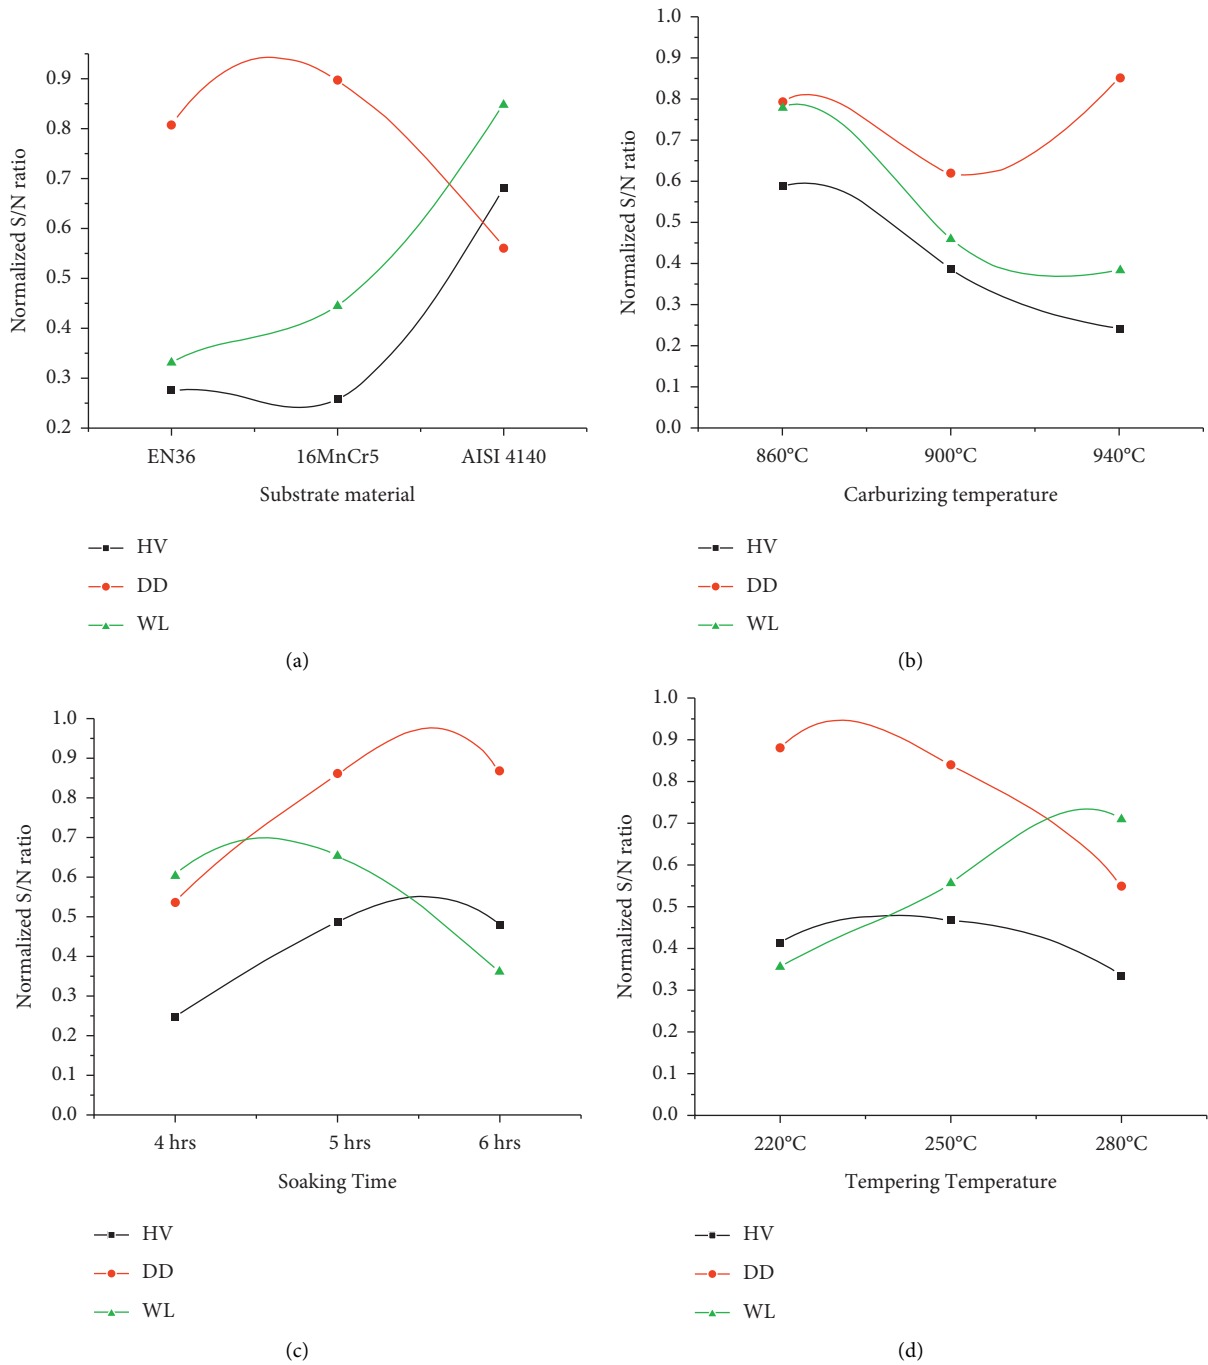 Normalized S/N ratio
0.9
0.8
0.7
0.6
0.5
0.4
0.3
0.2
EN36 16MnCr5 AISI 4140
Substrate material
HV
DD
WL
(a)
Normalized S/N ratio
1.0
0.9
0.8
0.7
0.6
0.5
0.4
0.3
0.2
0.1
0.0
860°C 900°C 940°C
Carburizing temperature
HV
DD
WL
(b)
Normalized S/N ratio
1.0
0.9
0.8
0.7
0.6
0.5
0.4
0.3
0.2
0.1
0.0
4 hrs 5 hrs 6 hrs
Soaking Time
HV
DD
WL
(c)
Normalized S/N ratio
1.0
0.9
0.8
0.7
0.6
0.5
0.4
0.3
0.2
0.1
0.0
220°C 250°C 280°C
Tempering Temperature
HV
DD
WL
(d)